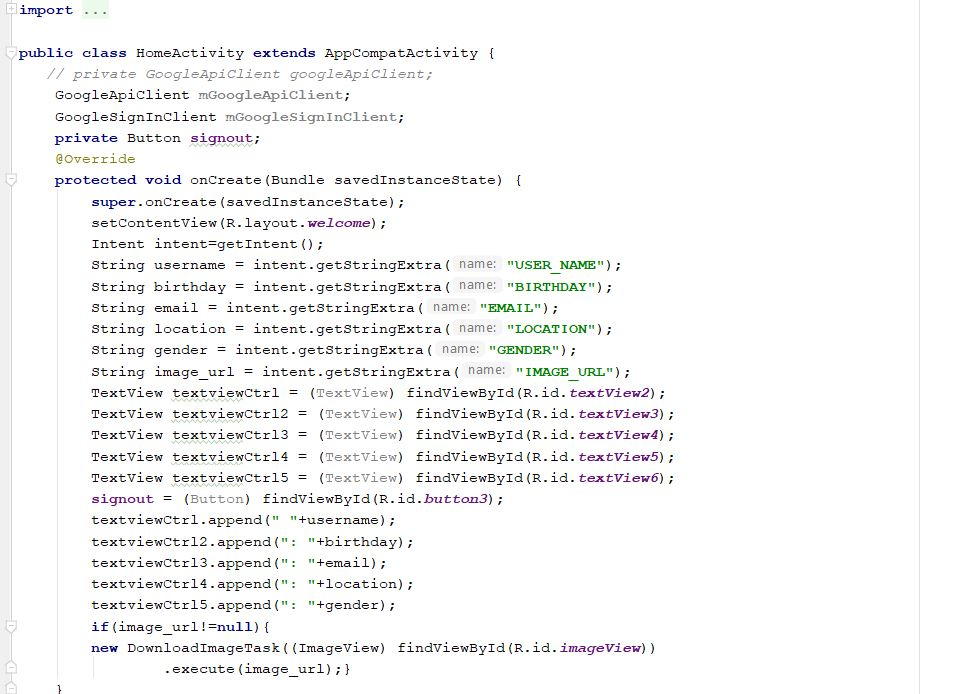 import ...
public class HomeActivity extends AppCompatActivity {
// private GoogleApiClient googleApiClient;
GoogleApiClient mGoogleApiClient;
GoogleSignInClient mGoogleSignInClient;
private Button signout;
@Override
protected void onCreate(Bundle savedInstanceState) {
super.onCreate(savedInstanceState);
setContentView(R.layout.welcome);
Intent intent=getIntent();
String username = intent.getStringExtra( name: "USER_NAME");
String birthday = intent.getStringExtra( name: "BIRTHDAY");
String email = intent.getStringExtra( name: "EMAIL");
String location = intent.getStringExtra( name: "LOCATION");
String gender = intent.getStringExtra( name: "GENDER");
String image_url = intent.getStringExtra( name: "IMAGE_URL");
TextView textviewCtrl = (TextView) findViewById(R.id.textView2);
TextView textviewCtrl2 = (TextView) findViewById(R.id.textView3);
TextView textviewCtrl3 = (TextView) findViewById(R.id.textView4);
TextView textviewCtrl4 = (TextView) findViewById(R.id.textView5);
TextView textviewCtrl5 = (TextView) findViewById(R.id.textView6);
signout = (Button) findViewById(R.id.button3);
textviewCtrl.append(" "+username);
textviewCtrl2.append(": "+birthday);
textviewCtrl3.append(": "+email);
textviewCtrl4.append(": "+location);
textviewCtrl5.append(": "+gender);
if(image_url!=null){
new DownloadImageTask((ImageView) findViewById(R.id.imageView))
.execute(image_url);}
}